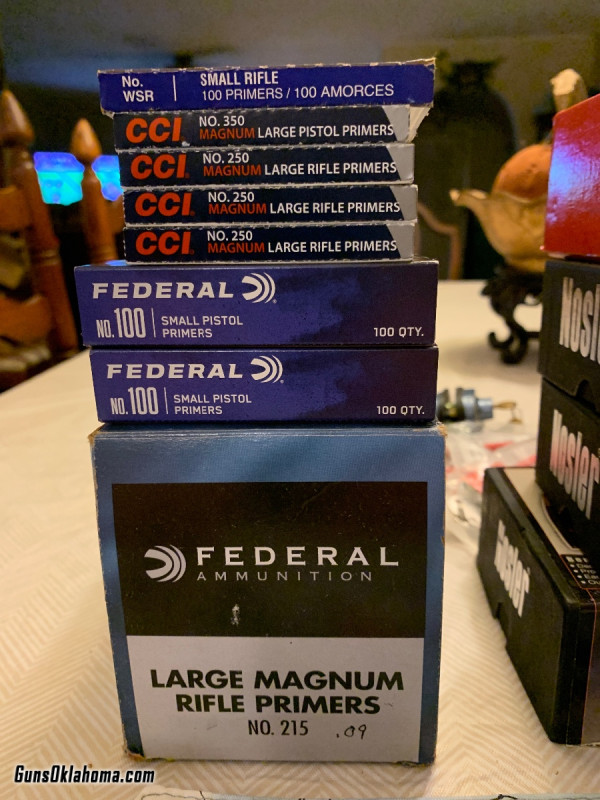 No. WSR
SMALL RIFLE
100 PRIMERS / 100 AMORCES
CCI
NO. 350
MAGNUM LARGE PISTOL PRIMERS
CCI
NO. 250
MAGNUM LARGE RIFLE PRIMERS
CCI
NO. 250
MAGNUM LARGE RIFLE PRIMERS
CCI
NO. 250
MAGNUM LARGE RIFLE PRIMERS
FEDERAL
NO. 100
SMALL PISTOL
PRIMERS
100 QTY.
FEDERAL
NO. 100
SMALL PISTOL
PRIMERS
100 QTY.
FEDERAL
AMMUNITION
LARGE MAGNUM
RIFLE PRIMERS
NO. 215 .09
Nosler
Nosler
GunsOklahoma.com